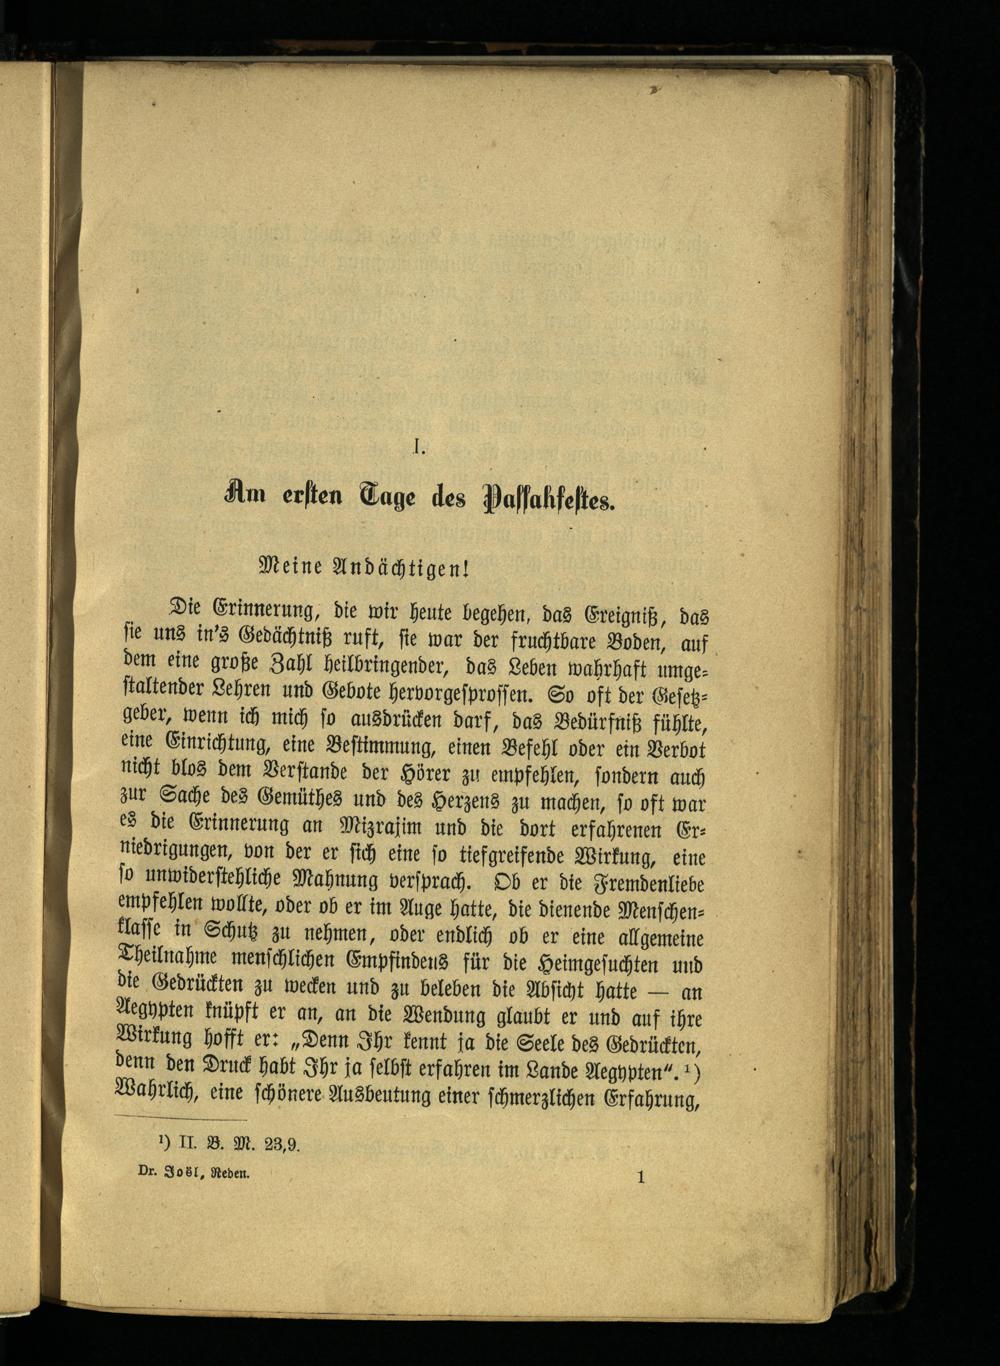 I.
Am ersten Tage des Passahfestes.
Meine Andächtigen!
Die Erinnerung, die wir heute begehen, das Ereigniß, das
sie uns in's Gedächtniß ruft, sie war der fruchtbare Boden, auf
dem eine große Zahl heilbringender, das Leben wahrhaft umge-
staltender Lehren und Gebote hervorgesprossen. So oft der Gesetz-
geber, wenn ich mich so ausdrücken darf, das Bedürfniß fühlte,
eine Einrichtung, eine Bestimmung, einen Befehl oder ein Verbot
nicht blos dem Verstande der Hörer zu empfehlen, sondern auch
zur Sache des Gemüthes und des Herzens zu machen, so oft war
es die Erinnerung an Mizrajim und die dort erfahrenen Er-
niedrigungen, von der er sich eine so tiefgreifende Wirkung, eine
so unwiderstehliche Mahnung versprach. Ob er die Fremdenliebe
empfehlen wollte, oder ob er im Auge hatte, die dienende Menschen-
klasse in Schutz zu nehmen, oder endlich ob er eine allgemeine
Theilnahme menschlichen Empfindens für die Heimgesuchten und
die Gedrückten zu wecken und zu beleben die Absicht hatte — an
Aegypten knüpft er an, an die Wendung glaubt er und auf ihre
Wirkung hofft er: „Denn Ihr kennt ja die Seele des Gedrückten,
denn den Druck habt Ihr ja selbst erfahren im Lande Aegypten“.¹)
Wahrlich, eine schönere Ausbeutung einer schmerzlichen Erfahrung,
¹) II. B. M. 23,9.
Dr. Joël, Reden. 1